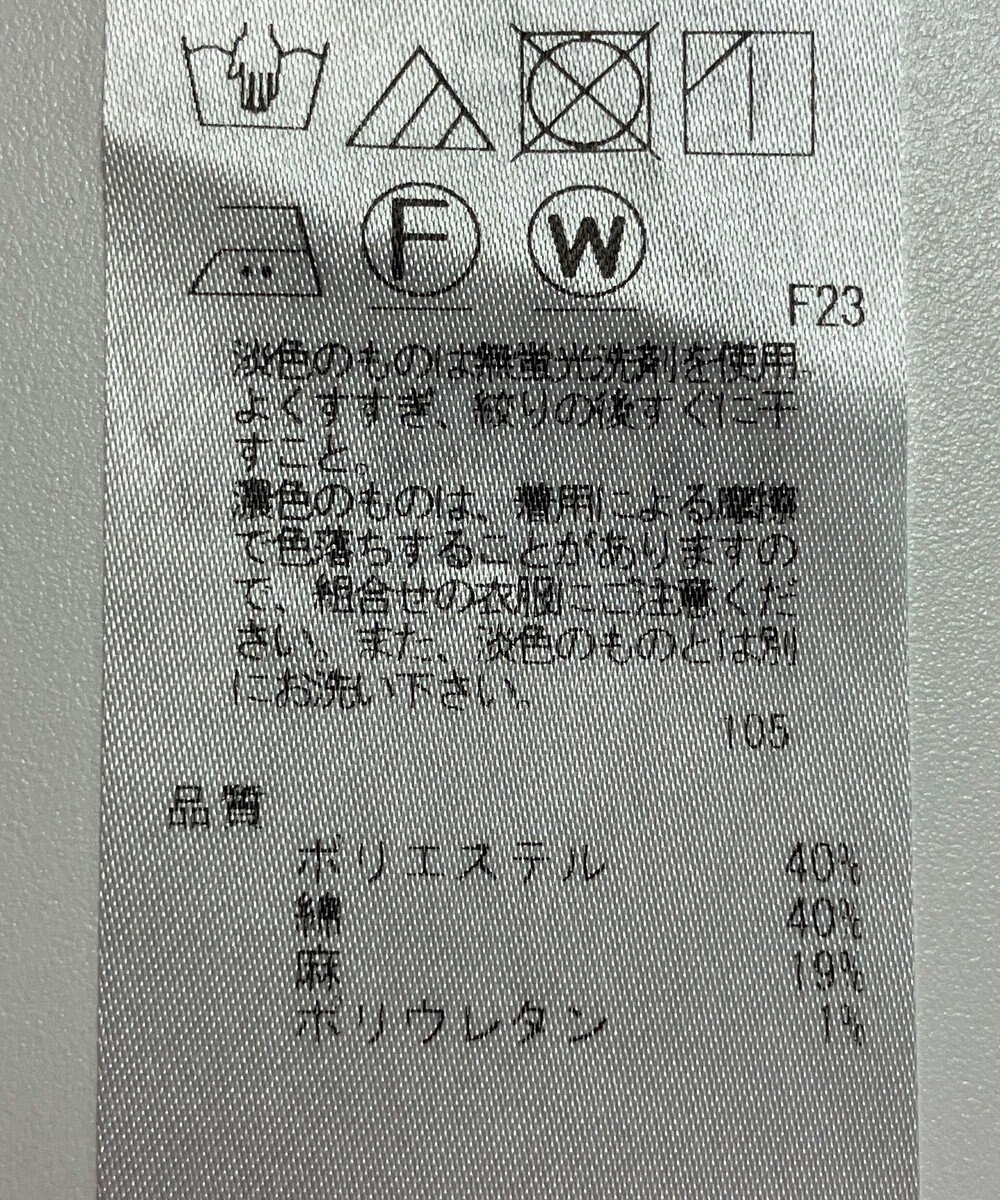 F W
F23
淡色のものは無蛍光洗剤を使用。
よくすすぎ、絞りの後すぐに干
すこと。
濃色のものは、着用による摩擦
で色落ちすることがありますの
で、組合せの衣服にご注意くだ
さい。また、淡色のものとは別
にお洗い下さい。
105
品質
ポリエステル 40%
綿 40%
麻 19%
ポリウレタン 1%